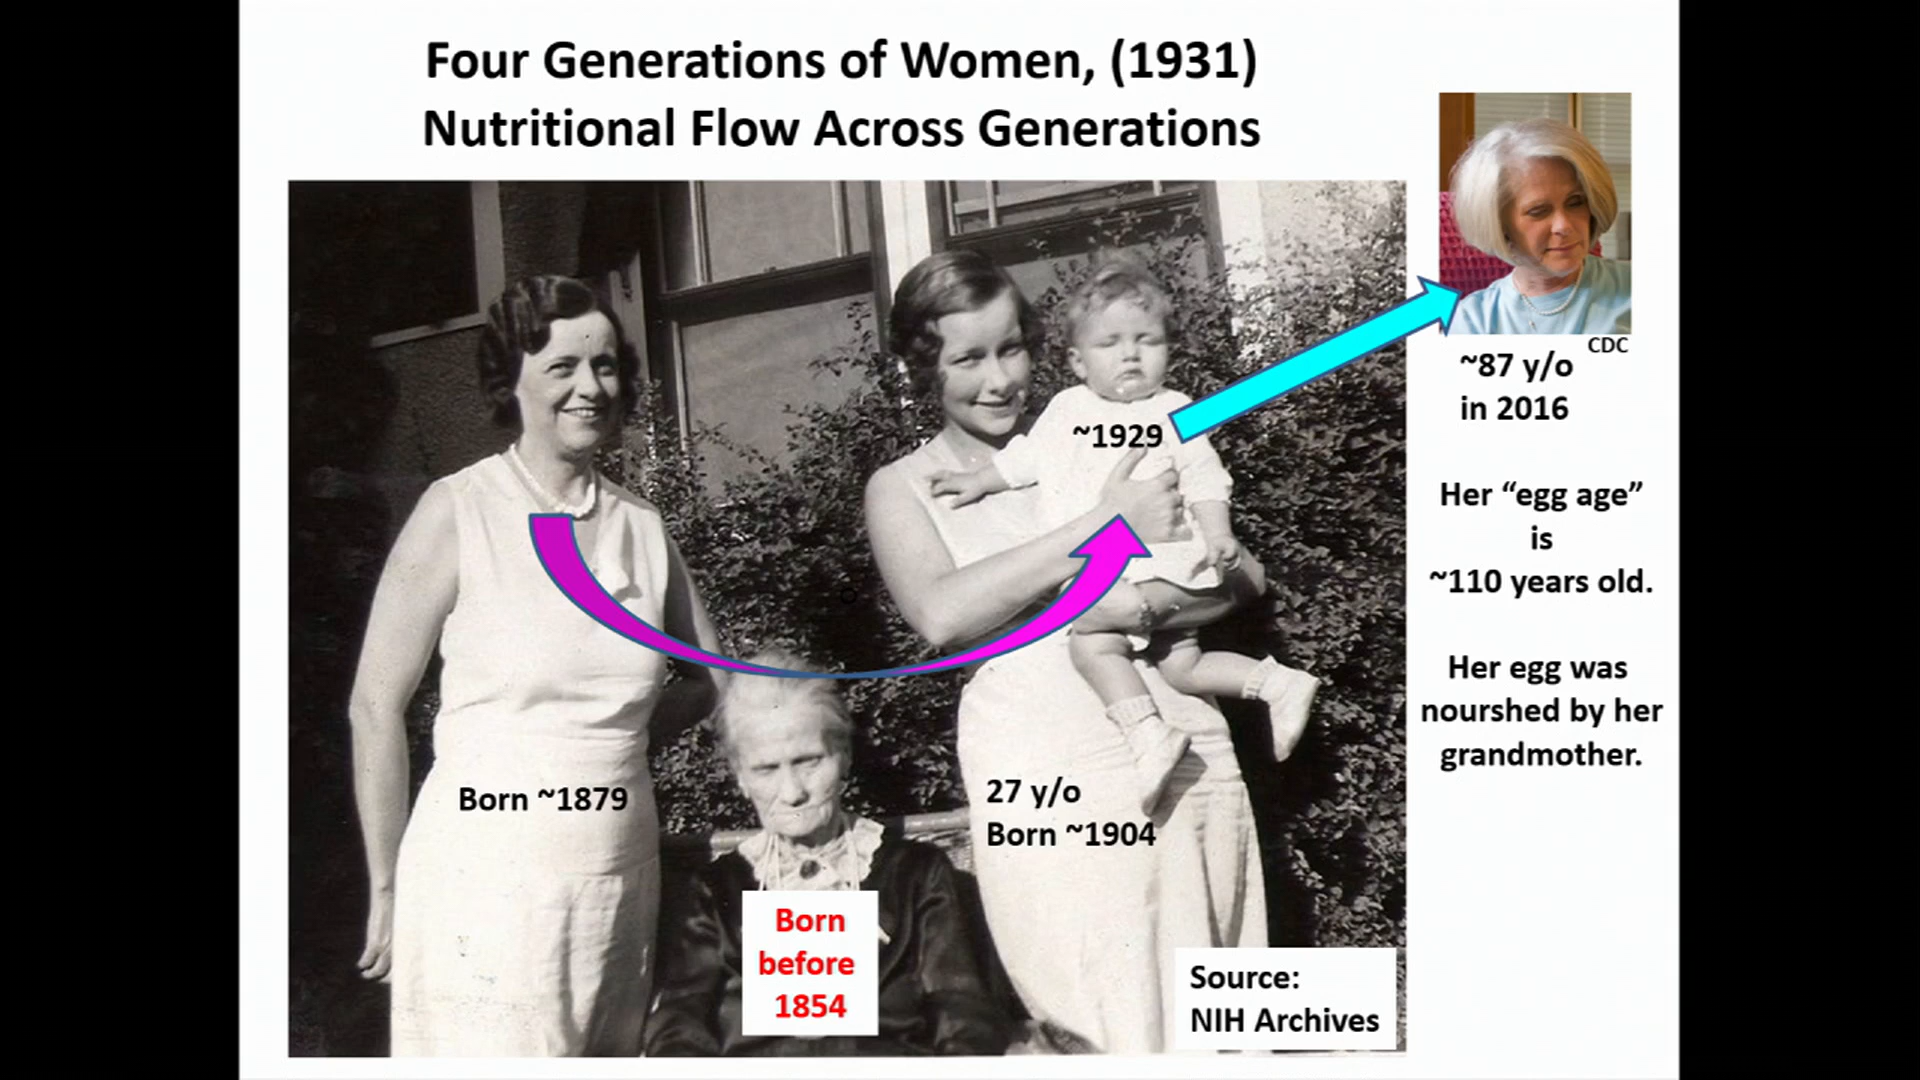 Four Generations of Women, (1931)
Nutritional Flow Across Generations
CDC
~87 y/o
in 2016
~1929
Her “egg age”
is
~110 years old.
Her egg was
nourshed by her
grandmother.
Born ~1879
27 y/o
Born ~1904
Born
before
1854
Source:
NIH Archives